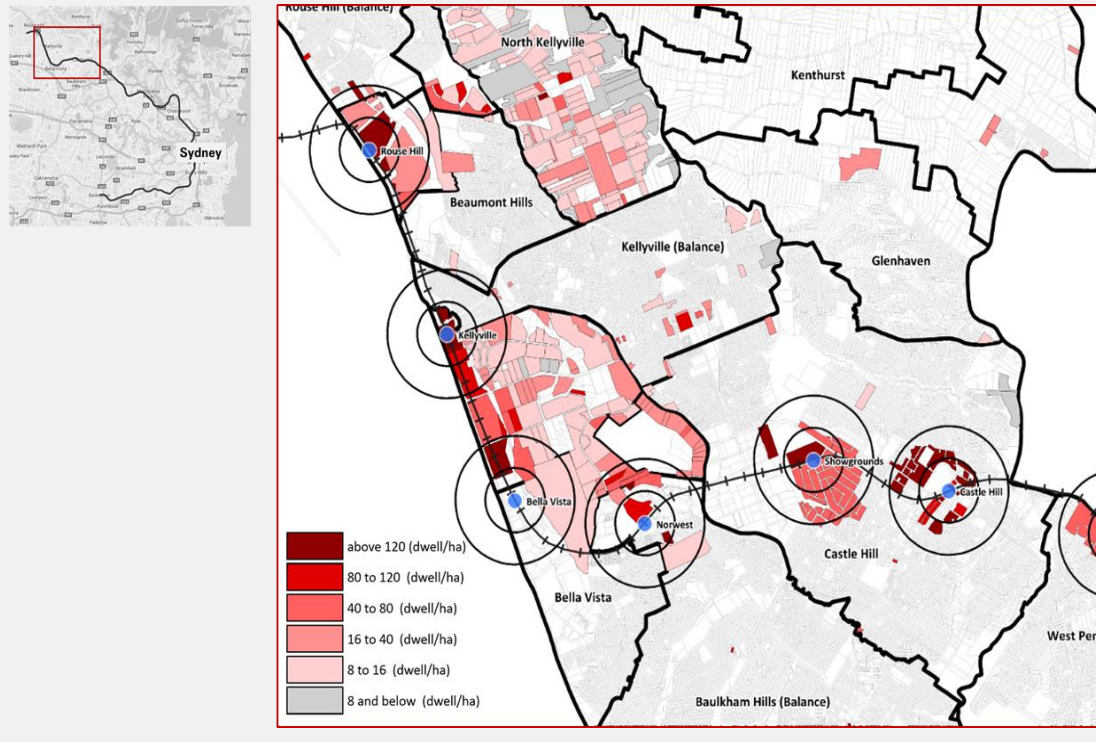 Sydney
Rouse Hill (Balance)
North Kellyville
Kenthurst
Rouse Hill
Beaumont Hills
Kellyville (Balance)
Glenhaven
Kellyville
Showgrounds
Castle Hill
Bella Vista
Norwest
Castle Hill
Bella Vista
West Pen
Baulkham Hills (Balance)
above 120 (dwell/ha)
80 to 120 (dwell/ha)
40 to 80 (dwell/ha)
16 to 40 (dwell/ha)
8 to 16 (dwell/ha)
8 and below (dwell/ha)